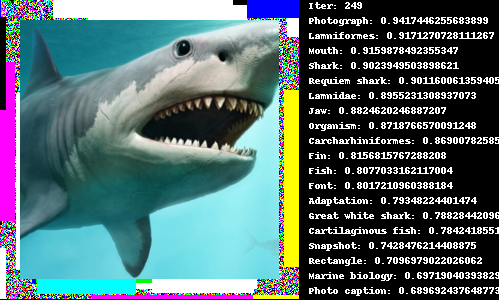 Iter: 249
Photograph: 0.9417446255683899
Lamniformes: 0.9171270728111267
Mouth: 0.9159878492355347
Shark: 0.9023949503898621
Requiem shark: 0.901160061359405
Lamnidae: 0.8955231308937073
Jaw: 0.8824620246887207
Organism: 0.8718766570091248
Carcharhiniformes: 0.86900782585
Fin: 0.8156815767288208
Fish: 0.8077033162117004
Font: 0.8017210960388184
Adaptation: 0.79348224401474
Great white shark: 0.78828442096
Cartilaginous fish: 0.7842418551
Snapshot: 0.7428476214408875
Rectangle: 0.7096979022026062
Marine biology: 0.69719040393829
Photo caption: 0.689692437648773